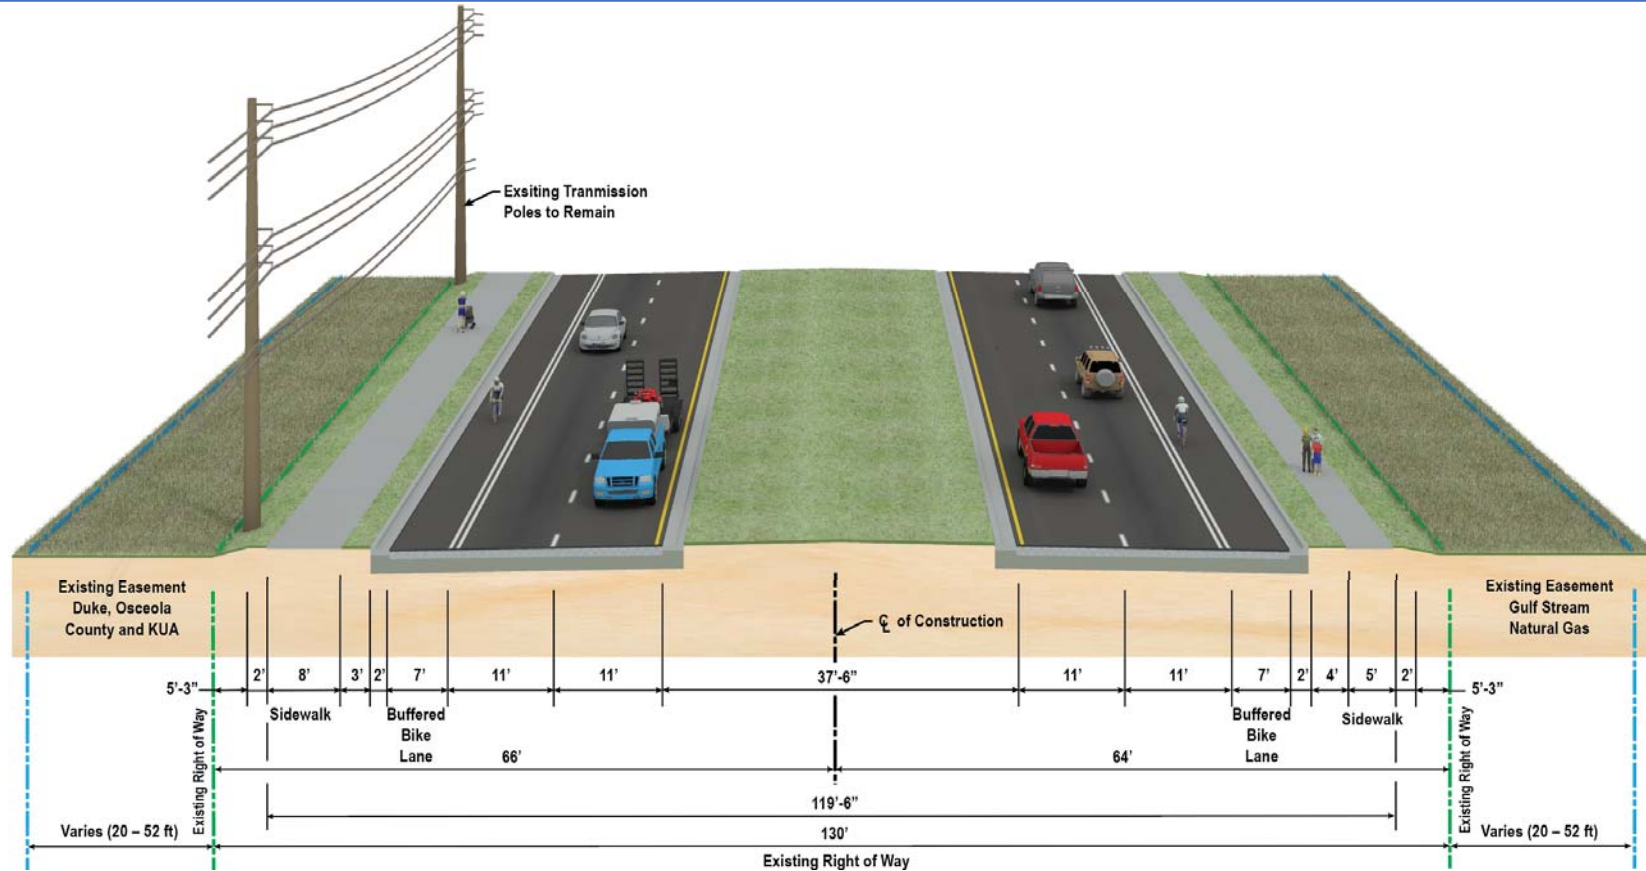 Exsiting Tranmission
Poles to Remain
Existing Easement
Duke, Osceola
County and KUA
℄ of Construction
Existing Easement
Gulf Stream
Natural Gas
5'-3”
2'
8'
3'
2'
7'
11'
11'
37'-6”
11'
11'
7'
2'
4'
5'
2'
5'-3”
Sidewalk
Buffered
Bike
Lane
Buffered
Bike
Lane
Sidewalk
66'
64'
Existing Right of Way
Existing Right of Way
119'-6”
Varies (20 – 52 ft)
130'
Varies (20 – 52 ft)
Existing Right of Way